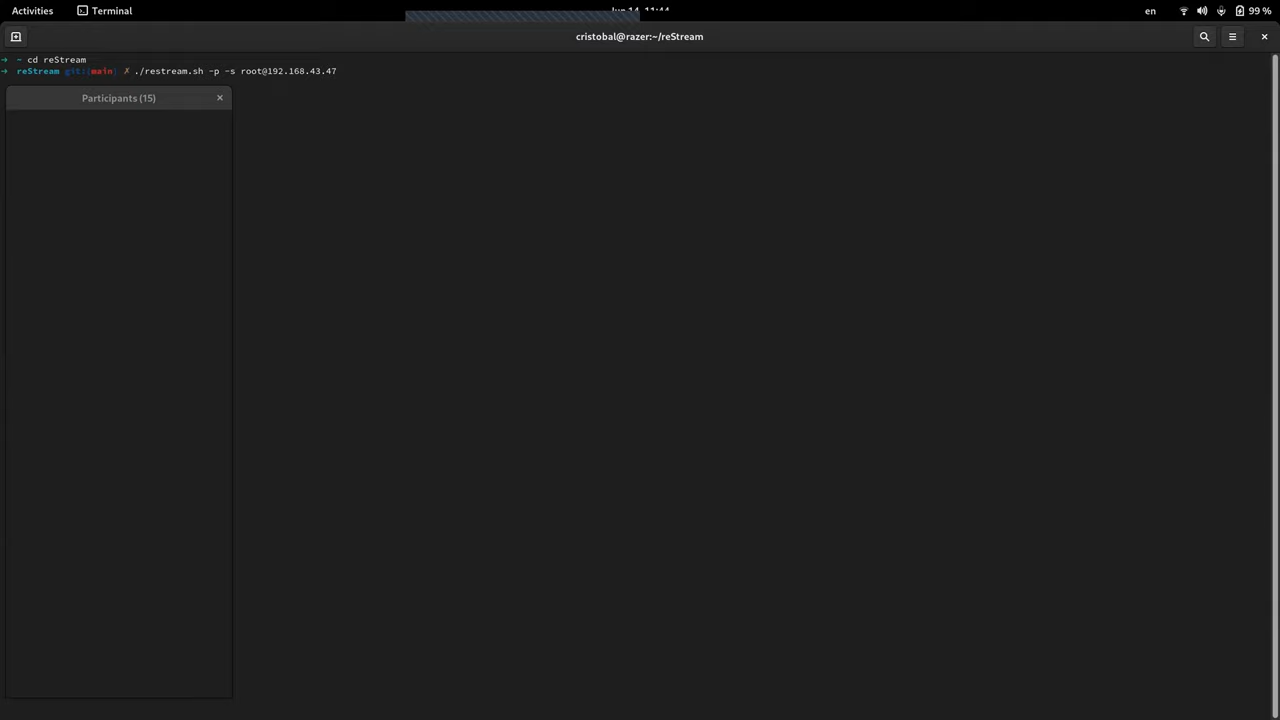 Activities Terminal en 99 %
cristobal@razer:~/reStream
→ ~ cd reStream
→ reStream git:(main) ✗ ./restream.sh -p -s root@192.168.43.47
Participants (15)